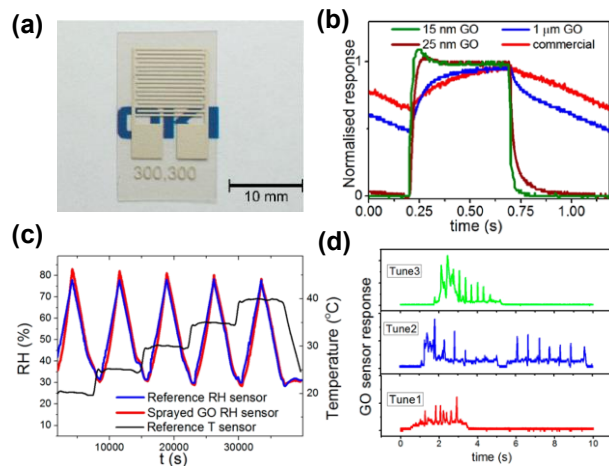 (a)
300.300
10 mm
(b)
15 nm GO
1 μm GO
25 nm GO
commercial
Normalised response
1
0
0.00 0.25 0.50 0.75 1.00
time (s)
(c)
RH (%)
80
70
60
50
40
30
20
Temperature (°C)
40
30
20
Reference RH sensor
Sprayed GO RH sensor
Reference T sensor
10000 20000 30000
t (s)
(d)
GO sensor response
Tune3
Tune2
Tune1
0 2 4 6 8 10
time (s)